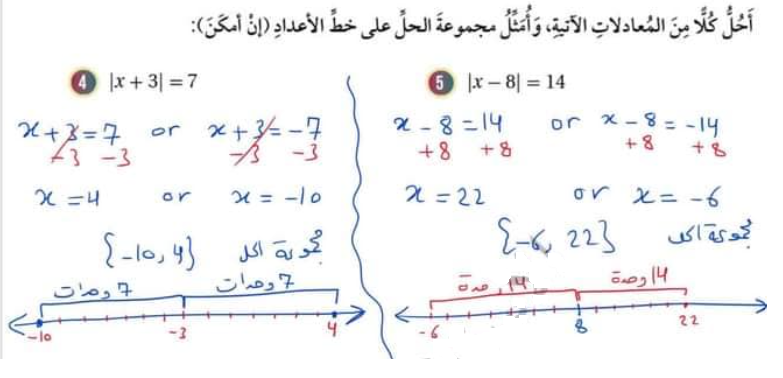 أَحُلُّ كُلًّا مِنَ المُعادلاتِ الآتيةِ، وَأُمَثِّلُ مجموعةَ الحلِّ على خطِّ الأعدادِ (إنْ أمكنَ):
4 |x + 3| = 7
x + 3 = 7 or x + 3 = -7
-3 -3 -3 -3
x = 4 or x = -10
{-10, 4} مجموعة الحل
7 وحدات 7 وحدات
-10 -3 4
5 |x − 8| = 14
x - 8 = 14 or x - 8 = -14
+8 +8 +8 +8
x = 22 or x = -6
{-6, 22} مجموعة الحل
14 وحدة 14 وحدة
-6 8 22